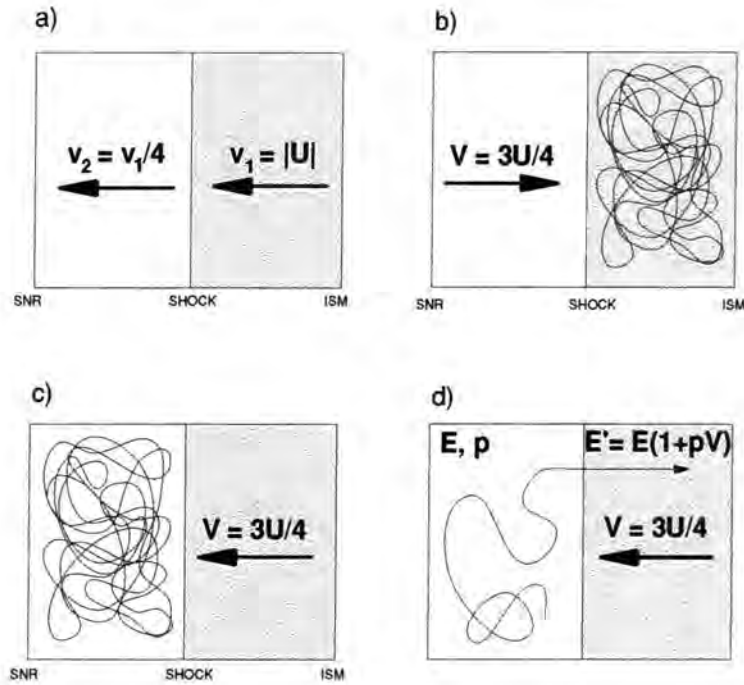 a)
v₂ = v₁/4
v₁ = |U|
SNR SHOCK ISM
b)
V = 3U/4
SNR SHOCK ISM
c)
V = 3U/4
SNR SHOCK ISM
d)
E, p
E'= E(1+pV)
V = 3U/4